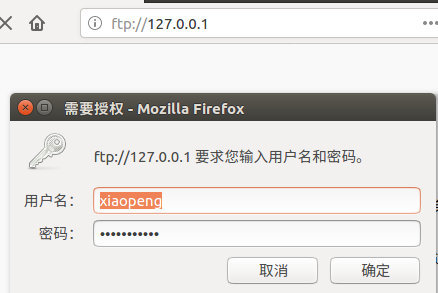 ftp://127.0.0.1
需要授权 - Mozilla Firefox
ftp://127.0.0.1 要求您输入用户名和密码。
用户名： xiaopeng
密码： •••••••••••
取消 确定